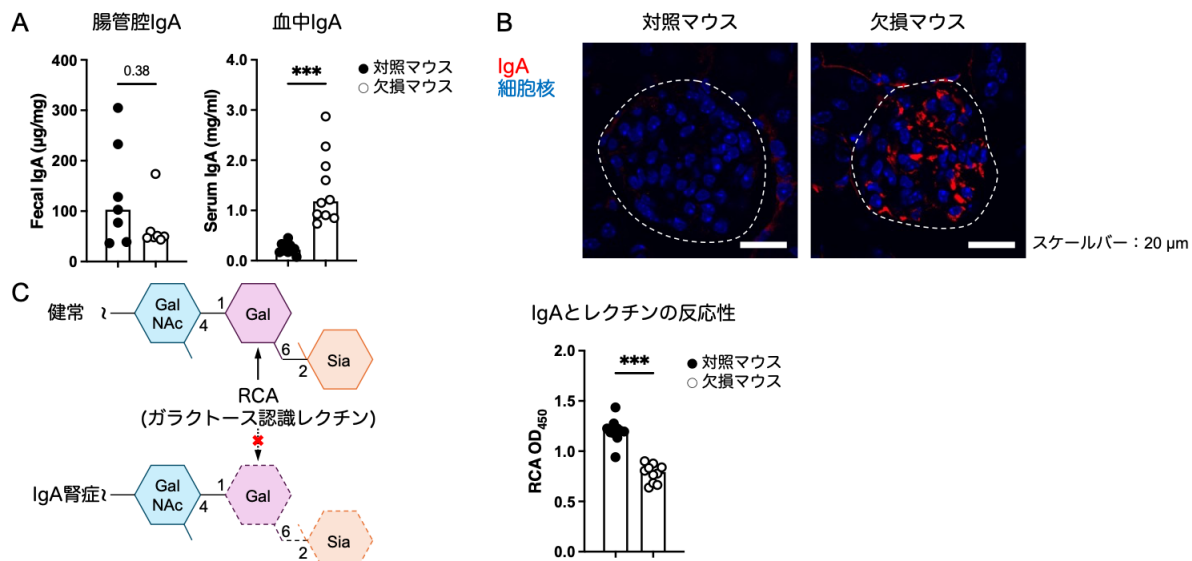 A
腸管腔IgA
0.38
Fecal IgA (µg/mg)
400
300
200
100
0
血中IgA
***
Serum IgA (mg/ml)
4.0
3.0
2.0
1.0
0.0
対照マウス
欠損マウス
B
対照マウス
欠損マウス
IgA
細胞核
スケールバー：20 µm
C
健常
Gal
NAc
1
4
Gal
6
2
Sia
RCA
(ガラクトース認識レクチン)
IgA腎症
Gal
NAc
1
4
Gal
6
2
Sia
IgAとレクチンの反応性
***
RCA OD450
2.0
1.5
1.0
0.5
0.0
対照マウス
欠損マウス